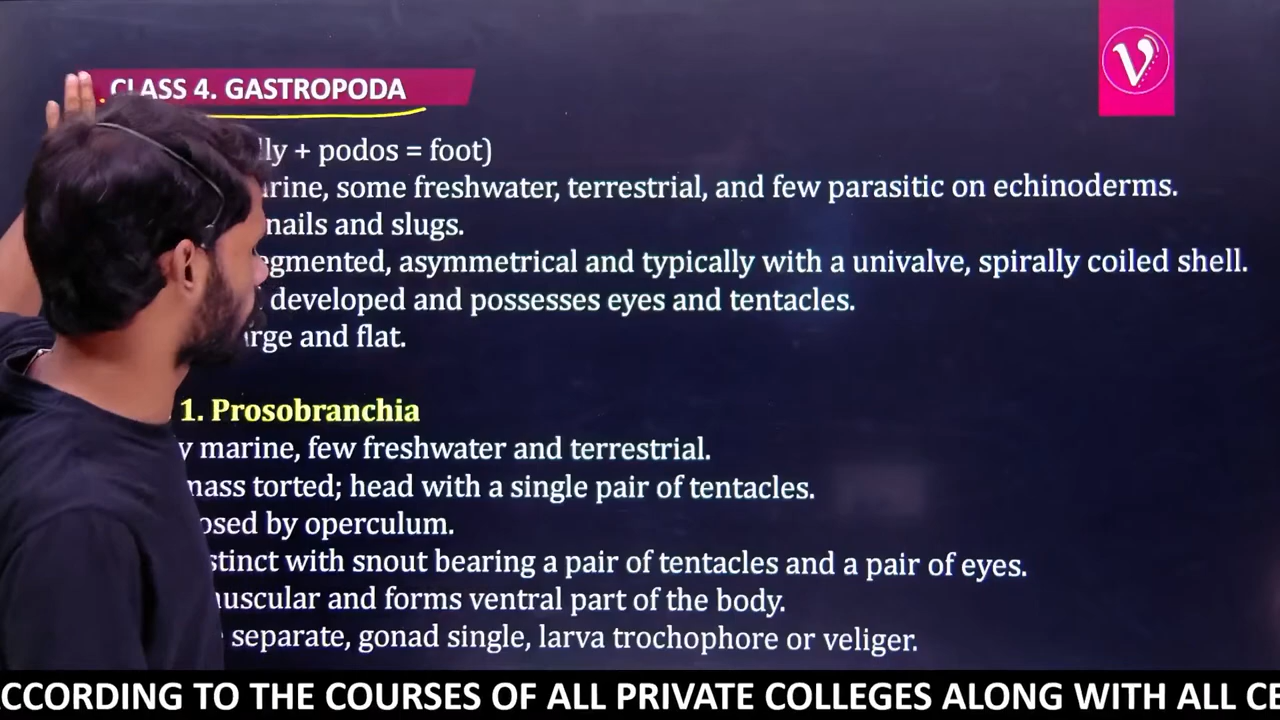 CLASS 4. GASTROPODA
V
lly + podos = foot)
rine, some freshwater, terrestrial, and few parasitic on echinoderms.
nails and slugs.
egmented, asymmetrical and typically with a univalve, spirally coiled shell.
developed and possesses eyes and tentacles.
rge and flat.
1. Prosobranchia
y marine, few freshwater and terrestrial.
mass torted; head with a single pair of tentacles.
osed by operculum.
stinct with snout bearing a pair of tentacles and a pair of eyes.
uscular and forms ventral part of the body.
separate, gonad single, larva trochophore or veliger.
CCORDING TO THE COURSES OF ALL PRIVATE COLLEGES ALONG WITH ALL CE